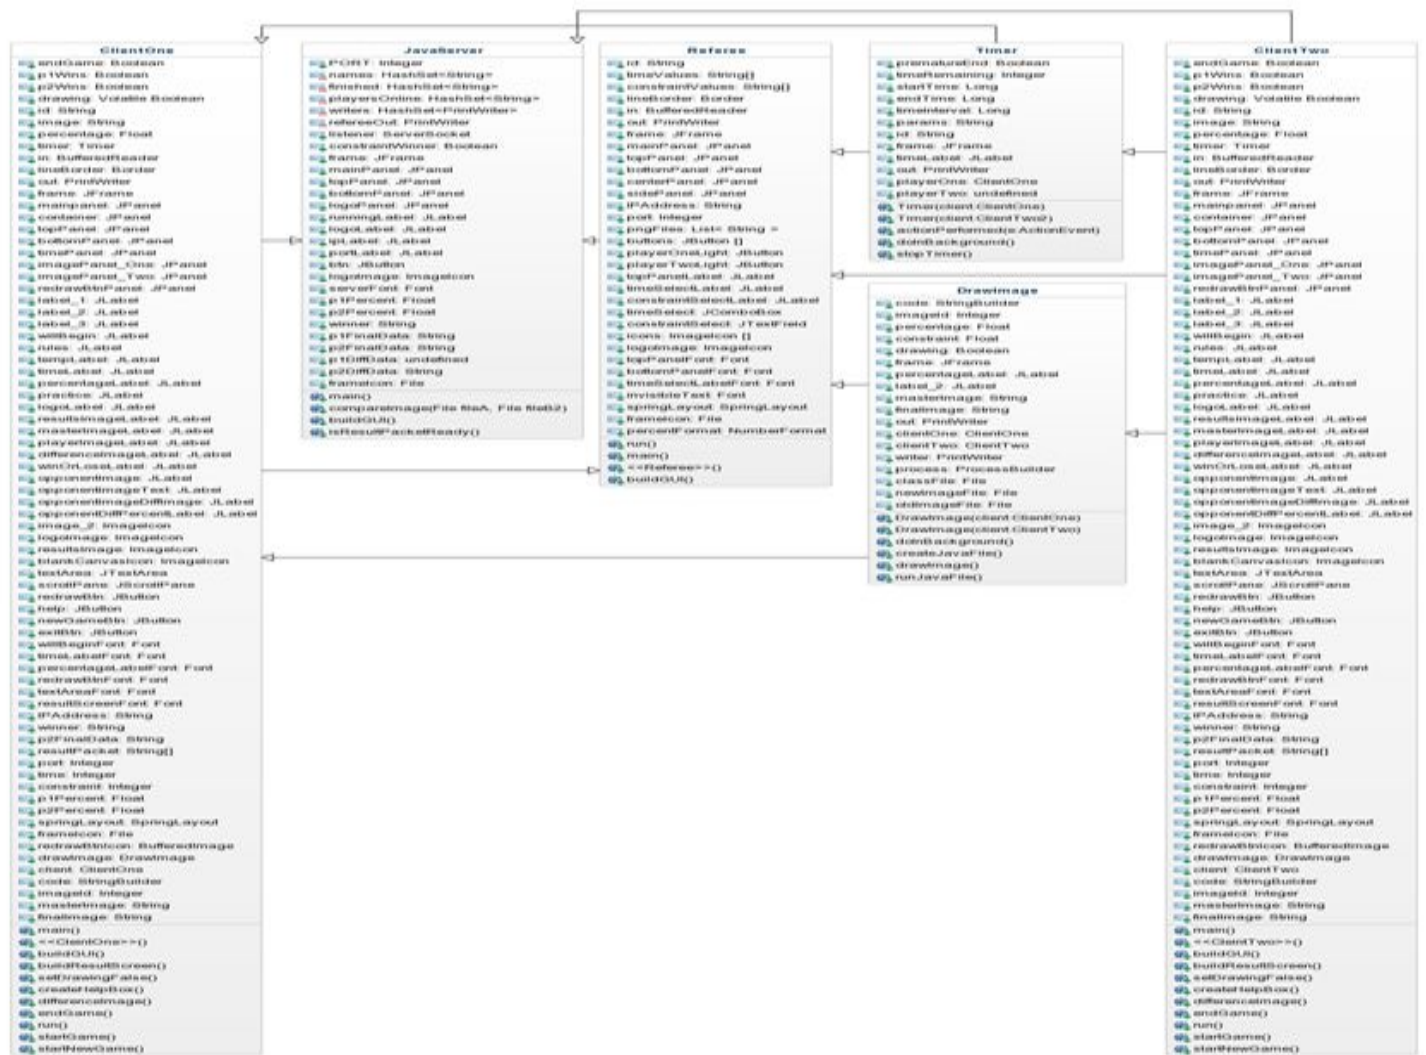 ClientOne
endGame: Boolean
p1Wins: Boolean
p2Wins: Boolean
drawing: Volatile Boolean
id: String
image: String
percentage: Float
timer: Timer
in: BufferedReader
lineBorder: Border
out: PrintWriter
frame: JFrame
mainpanel: JPanel
container: JPanel
topPanel: JPanel
bottomPanel: JPanel
timePanel: JPanel
imagePanel_One: JPanel
imagePanel_Two: JPanel
redrawBtnPanel: JPanel
label_1: JLabel
label_2: JLabel
label_3: JLabel
willBegin: JLabel
rules: JLabel
tempLabel: JLabel
timeLabel: JLabel
percentageLabel: JLabel
practice: JLabel
logoLabel: JLabel
resultsImageLabel: JLabel
masterImageLabel: JLabel
playerImageLabel: JLabel
differenceImageLabel: JLabel
winOrLoseLabel: JLabel
opponentImage: JLabel
opponentImageText: JLabel
opponentImageDiffImage: JLabel
opponentDiffPercentLabel: JLabel
image_2: ImageIcon
logoImage: ImageIcon
resultsImage: ImageIcon
blankCanvasIcon: ImageIcon
textArea: JTextArea
scrollPane: JScrollPane
redrawBtn: JButton
help: JButton
newGameBtn: JButton
exitBtn: JButton
willBeginFont: Font
timeLabelFont: Font
percentageLabelFont: Font
redrawBtnFont: Font
textAreaFont: Font
resultScreenFont: Font
IPAddress: String
winner: String
p2FinalData: String
resultPacket: String[]
port: Integer
time: Integer
constraint: Integer
p1Percent: Float
p2Percent: Float
springLayout: SpringLayout
frameIcon: File
redrawBtnIcon: BufferedImage
drawImage: DrawImage
client: ClientOne
code: StringBuilder
imageId: Integer
masterImage: String
finalImage: String
main()
<<ClientOne>>()
buildGUI()
buildResultScreen()
setDrawingFalse()
createHelpBox()
differenceImage()
endGame()
run()
startGame()
startNewGame()
JavaServer
PORT: Integer
names: HashSet<String>
finished: HashSet<String>
playersOnline: HashSet<String>
writers: HashSet<PrintWriter>
refereeOut: PrintWriter
listener: ServerSocket
constraintWinner: Boolean
frame: JFrame
mainPanel: JPanel
topPanel: JPanel
bottomPanel: JPanel
logoPanel: JPanel
runningLabel: JLabel
logoLabel: JLabel
ipLabel: JLabel
portLabel: JLabel
btn: JButton
logoImage: ImageIcon
serverFont: Font
p1Percent: Float
p2Percent: Float
winner: String
p1FinalData: String
p2FinalData: String
p1DiffData: undefined
p2DiffData: String
frameIcon: File
main()
compareImage(File fileA, File fileB2)
buildGUI()
isResultPacketReady()
Referee
id: String
timeValues: String[]
constraintValues: String[]
lineBorder: Border
in: BufferedReader
out: PrintWriter
frame: JFrame
mainPanel: JPanel
topPanel: JPanel
bottomPanel: JPanel
centerPanel: JPanel
sidePanel: JPanel
IPAddress: String
port: Integer
pngFiles: List< String >
buttons: JButton []
playerOneLight: JButton
playerTwoLight: JButton
topPanelLabel: JLabel
timeSelectLabel: JLabel
constraintSelectLabel: JLabel
timeSelect: JComboBox
constraintSelect: JTextField
icons: ImageIcon []
logoImage: ImageIcon
topPanelFont: Font
bottomPanelFont: Font
timeSelectLabelFont: Font
invisibleText: Font
springLayout: SpringLayout
frameIcon: File
percentFormat: NumberFormat
run()
main()
<<Referee>>()
buildGUI()
Timer
prematureEnd: Boolean
timeRemaining: Integer
startTime: Long
endTime: Long
timeInterval: Long
params: String
id: String
frame: JFrame
timeLabel: JLabel
out: PrintWriter
playerOne: ClientOne
playerTwo: undefined
Timer(client:ClientOne)
Timer(client:ClientTwo2)
actionPerformed(e:ActionEvent)
doInBackground()
stopTimer()
DrawImage
code: StringBuilder
imageId: Integer
percentage: Float
constraint: Float
drawing: Boolean
frame: JFrame
percentageLabel: JLabel
label_2: JLabel
masterImage: String
finalImage: String
out: PrintWriter
clientOne: ClientOne
clientTwo: ClientTwo
writer: PrintWriter
process: ProcessBuilder
classFile: File
newImageFile: File
oldImageFile: File
DrawImage(client:ClientOne)
DrawImage(client:ClientTwo)
doInBackground()
createJavaFile()
drawImage()
runJavaFile()
ClientTwo
endGame: Boolean
p1Wins: Boolean
p2Wins: Boolean
drawing: Volatile Boolean
id: String
image: String
percentage: Float
timer: Timer
in: BufferedReader
lineBorder: Border
out: PrintWriter
frame: JFrame
mainpanel: JPanel
container: JPanel
topPanel: JPanel
bottomPanel: JPanel
timePanel: JPanel
imagePanel_One: JPanel
imagePanel_Two: JPanel
redrawBtnPanel: JPanel
label_1: JLabel
label_2: JLabel
label_3: JLabel
willBegin: JLabel
rules: JLabel
tempLabel: JLabel
timeLabel: JLabel
percentageLabel: JLabel
practice: JLabel
logoLabel: JLabel
resultsImageLabel: JLabel
masterImageLabel: JLabel
playerImageLabel: JLabel
differenceImageLabel: JLabel
winOrLoseLabel: JLabel
opponentImage: JLabel
opponentImageText: JLabel
opponentImageDiffImage: JLabel
opponentDiffPercentLabel: JLabel
image_2: ImageIcon
logoImage: ImageIcon
resultsImage: ImageIcon
blankCanvasIcon: ImageIcon
textArea: JTextArea
scrollPane: JScrollPane
redrawBtn: JButton
help: JButton
newGameBtn: JButton
exitBtn: JButton
willBeginFont: Font
timeLabelFont: Font
percentageLabelFont: Font
redrawBtnFont: Font
textAreaFont: Font
resultScreenFont: Font
IPAddress: String
winner: String
p2FinalData: String
resultPacket: String[]
port: Integer
time: Integer
constraint: Integer
p1Percent: Float
p2Percent: Float
springLayout: SpringLayout
frameIcon: File
redrawBtnIcon: BufferedImage
drawImage: DrawImage
client: ClientTwo
code: StringBuilder
imageId: Integer
masterImage: String
finalImage: String
main()
<<ClientTwo>>()
buildGUI()
buildResultScreen()
setDrawingFalse()
createHelpBox()
differenceImage()
endGame()
run()
startGame()
startNewGame()